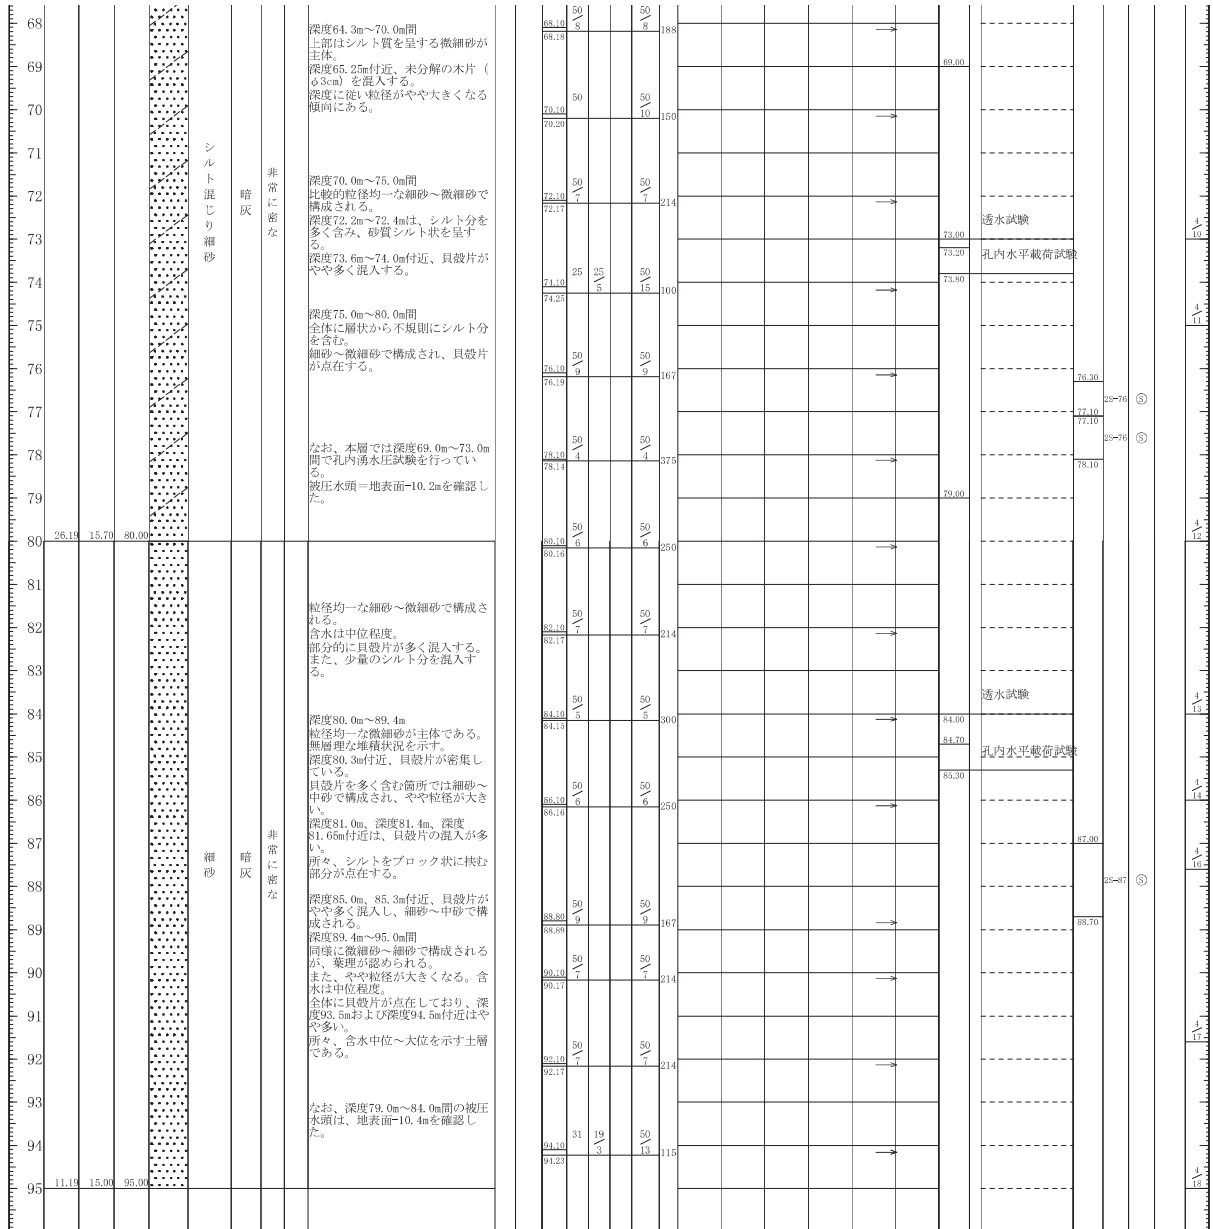 68
69
70
71
72
73
74
75
76
77
78
79
80
81
82
83
84
85
86
87
88
89
90
91
92
93
94
95
26.19 15.70 80.00
11.19 15.00 95.00
シルト混じり細砂
暗灰
非常に密な
細砂
暗灰
非常に密な
深度64.3m～70.0m間
上部はシルト質を呈する微細砂が
主体。
深度65.25m付近、未分解の木片（
φ3cm）を混入する。
深度に従い粒径がやや大きくなる
傾向にある。
深度70.0m～75.0m間
比較的粒径均一な細砂～微細砂で
構成される。
深度72.2m～72.4mは、シルト分を
多く含み、砂質シルト状を呈す
る。
深度73.6m～74.0m付近、貝殻片が
やや多く混入する。
深度75.0m～80.0m間
全体に層状から不規則にシルト分
を含む。
細砂～微細砂で構成され、貝殻片
が点在する。
なお、本層では深度69.0m～73.0m
間で孔内湧水圧試験を行ってい
る。
被圧水頭＝地表面-10.2mを確認し
た。
粒径均一な細砂～微細砂で構成さ
れる。
含水は中位程度。
部分的に貝殻片が多く混入する。
また、少量のシルト分を混入す
る。
深度80.0m～89.4m
粒径均一な微細砂が主体である。
無層理な堆積状況を示す。
深度80.3m付近、貝殻片が密集し
ている。
貝殻片を多く含む箇所では細砂～
中砂で構成され、やや粒径が大き
い。
深度81.0m、深度81.4m、深度
81.65m付近は、貝殻片の混入が多
い。
所々、シルトをブロック状に挟む
部分が点在する。
深度85.0m、85.3m付近、貝殻片が
やや多く混入し、細砂～中砂で構
成される。
深度89.4m～95.0m間
同様に微細砂～細砂で構成される
が、葉理が認められる。
また、やや粒径が大きくなる。含
水は中位程度。
全体に貝殻片が点在しており、深
度93.5mおよび深度94.5m付近はや
や多い。
所々、含水中位～大位を示す土層
である。
なお、深度79.0m～84.0m間の被圧
水頭は、地表面-10.4mを確認し
た。
68.10 50/8 50/8 188
68.18
70.10 50 50/10 150
70.20
72.10 50/7 50/7 214
72.17
74.10 25 25/5 50/15 100
74.25
76.10 50/9 50/9 167
76.19
78.10 50/4 50/4 375
78.14
80.10 50/6 50/6 250
80.16
82.10 50/7 50/7 214
82.17
84.10 50/5 50/5 300
84.15
86.10 50/6 50/6 250
86.16
88.80 50/9 50/9 167
88.89
90.10 50/7 50/7 214
90.17
92.10 50/7 50/7 214
92.17
94.10 31 19/3 50/13 115
94.23
69.00
透水試験
73.00
73.20 孔内水平載荷試験
73.80
79.00
透水試験
84.00
84.70
孔内水平載荷試験
85.30
76.30
2S-76 Ⓢ
77.10
77.10
2S-76 Ⓢ
78.10
87.00
2S-87 Ⓢ
88.70
4/10
4/11
4/12
4/13
4/14
4/16
4/17
4/18